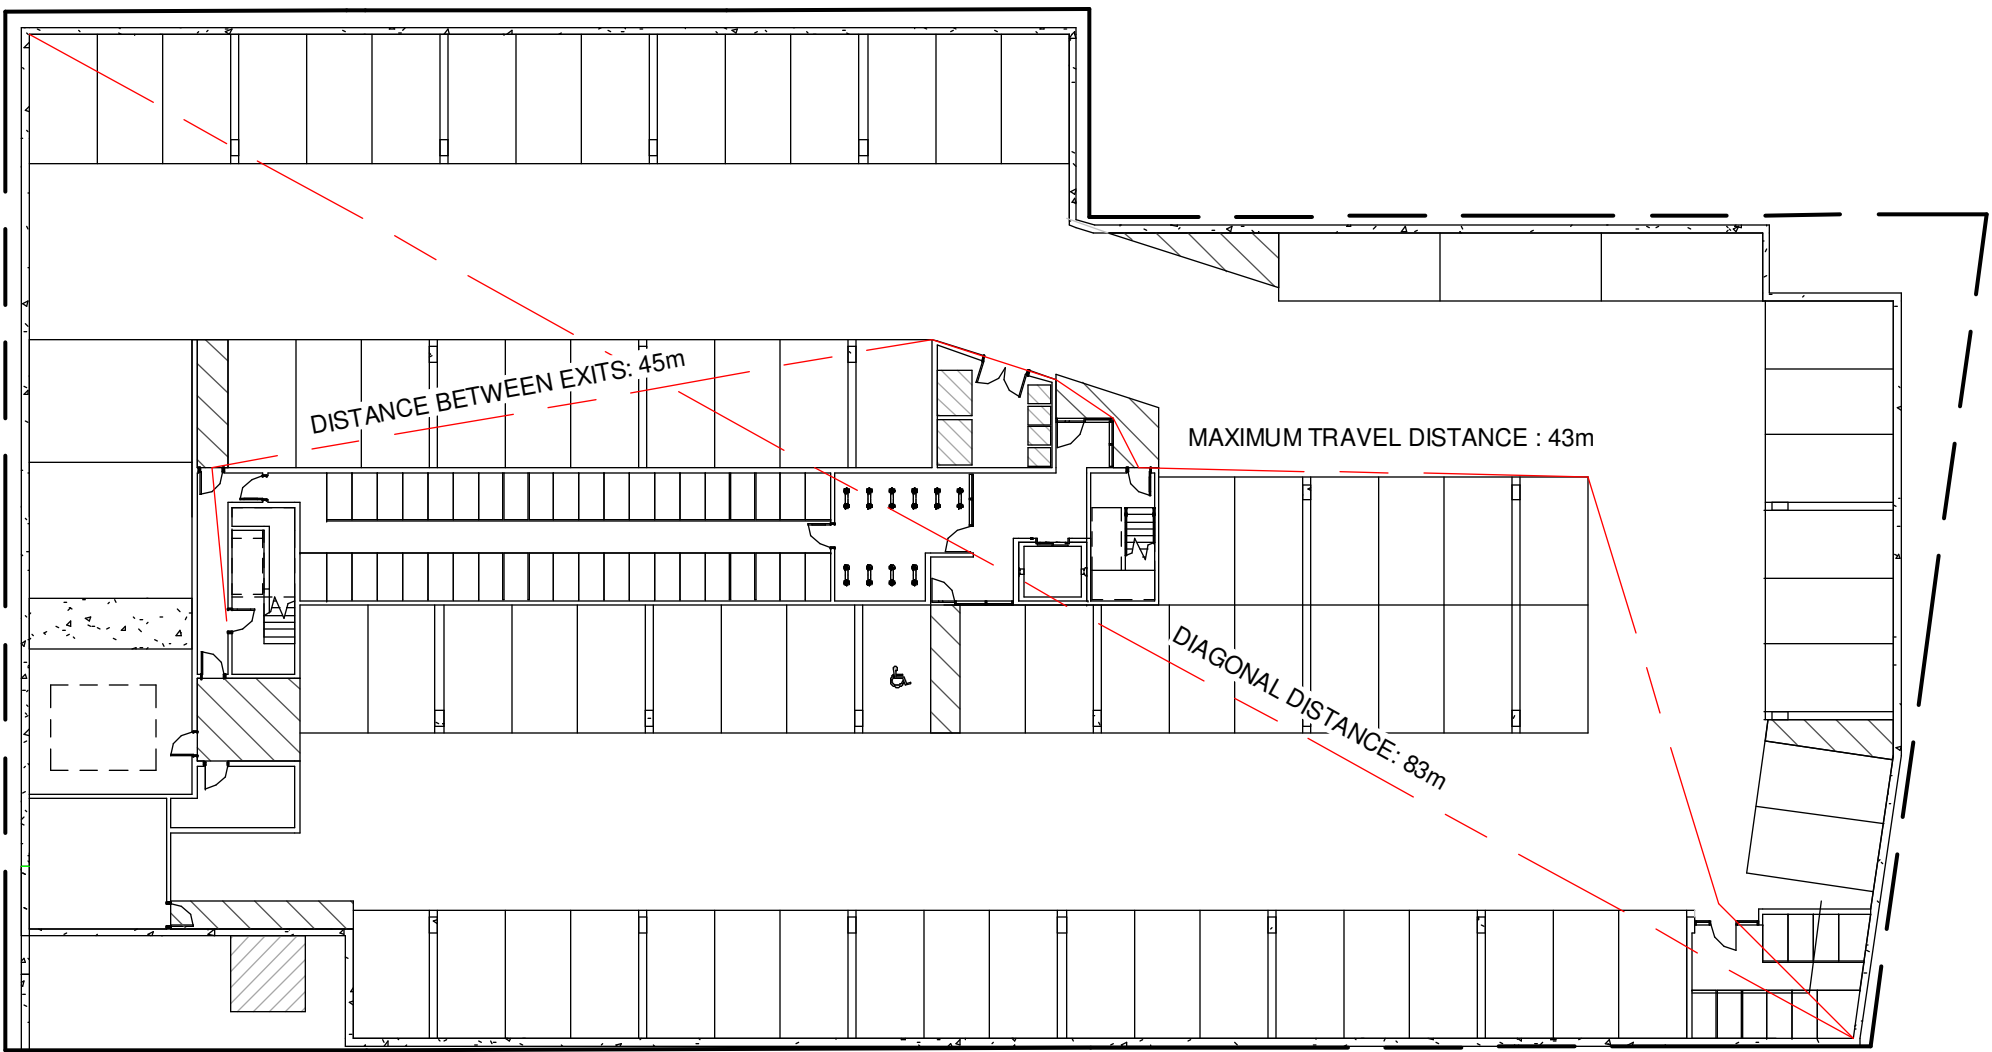 DISTANCE BETWEEN EXITS: 45m
MAXIMUM TRAVEL DISTANCE : 43m
DIAGONAL DISTANCE: 83m